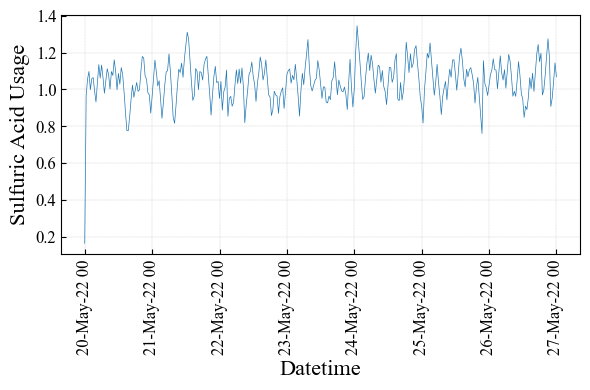 1.4
1.2
1.0
0.8
0.6
0.4
0.2
Sulfuric Acid Usage
20-May-22 00
21-May-22 00
22-May-22 00
23-May-22 00
24-May-22 00
25-May-22 00
26-May-22 00
27-May-22 00
Datetime